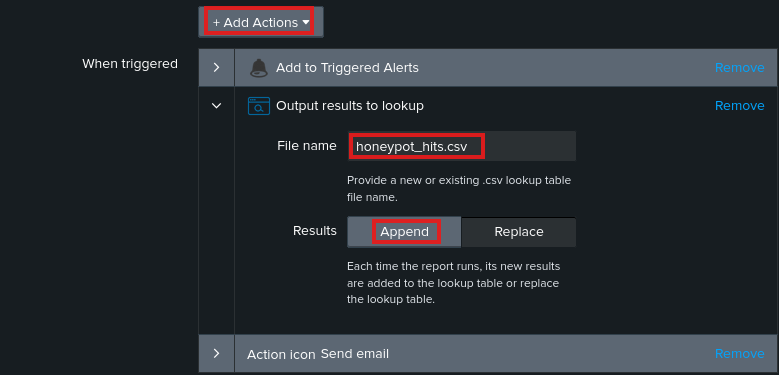 + Add Actions
When triggered
Add to Triggered Alerts Remove
Output results to lookup Remove
File name honeypot_hits.csv
Provide a new or existing .csv lookup table
file name.
Results Append Replace
Each time the report runs, its new results
are added to the lookup table or replace
the lookup table.
Action icon Send email Remove